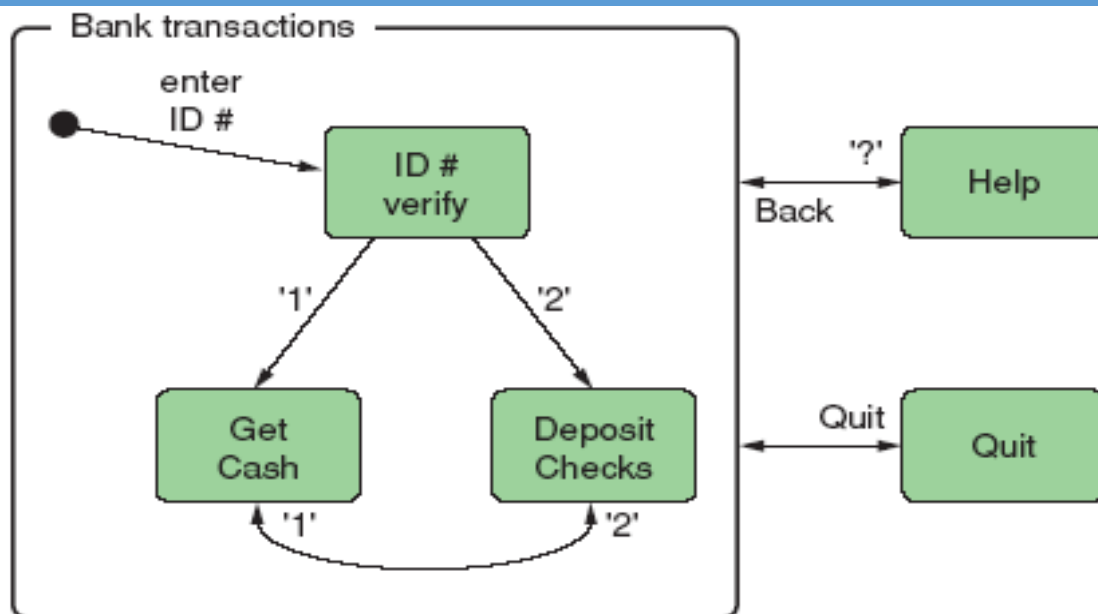 Bank transactions
enter
ID #
ID #
verify
'?'
Help
Back
'1'
'2'
Get
Cash
Deposit
Checks
Quit
Quit
'1'
'2'